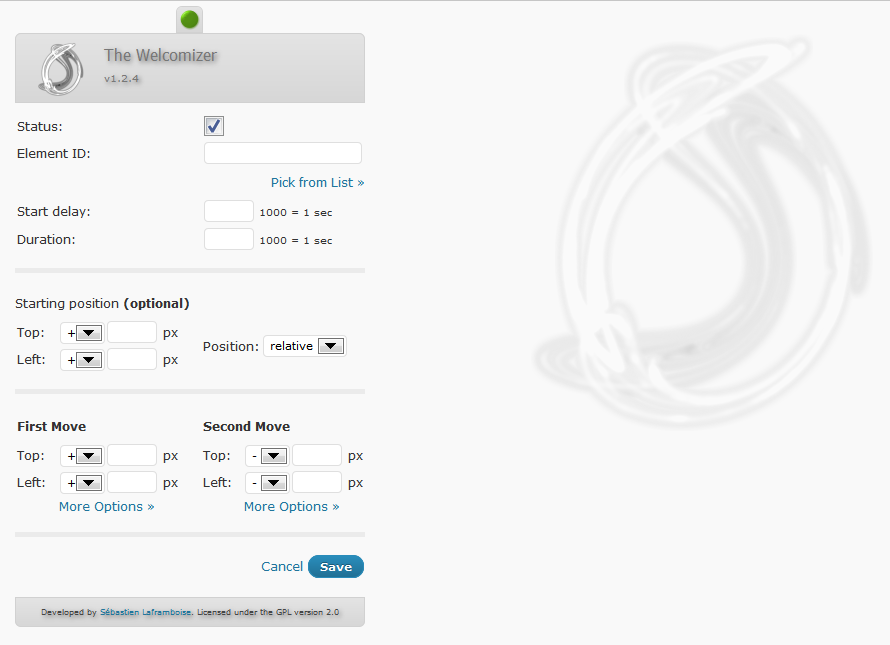 The Welcomizer
v1.2.4
Status:
Element ID:
Pick from List »
Start delay: 1000 = 1 sec
Duration: 1000 = 1 sec
Starting position (optional)
Top: + px
Left: + px
Position: relative
First Move Second Move
Top: + px Top: - px
Left: + px Left: - px
More Options » More Options »
Cancel Save
Developed by Sébastien Laframboise. Licensed under the GPL version 2.0